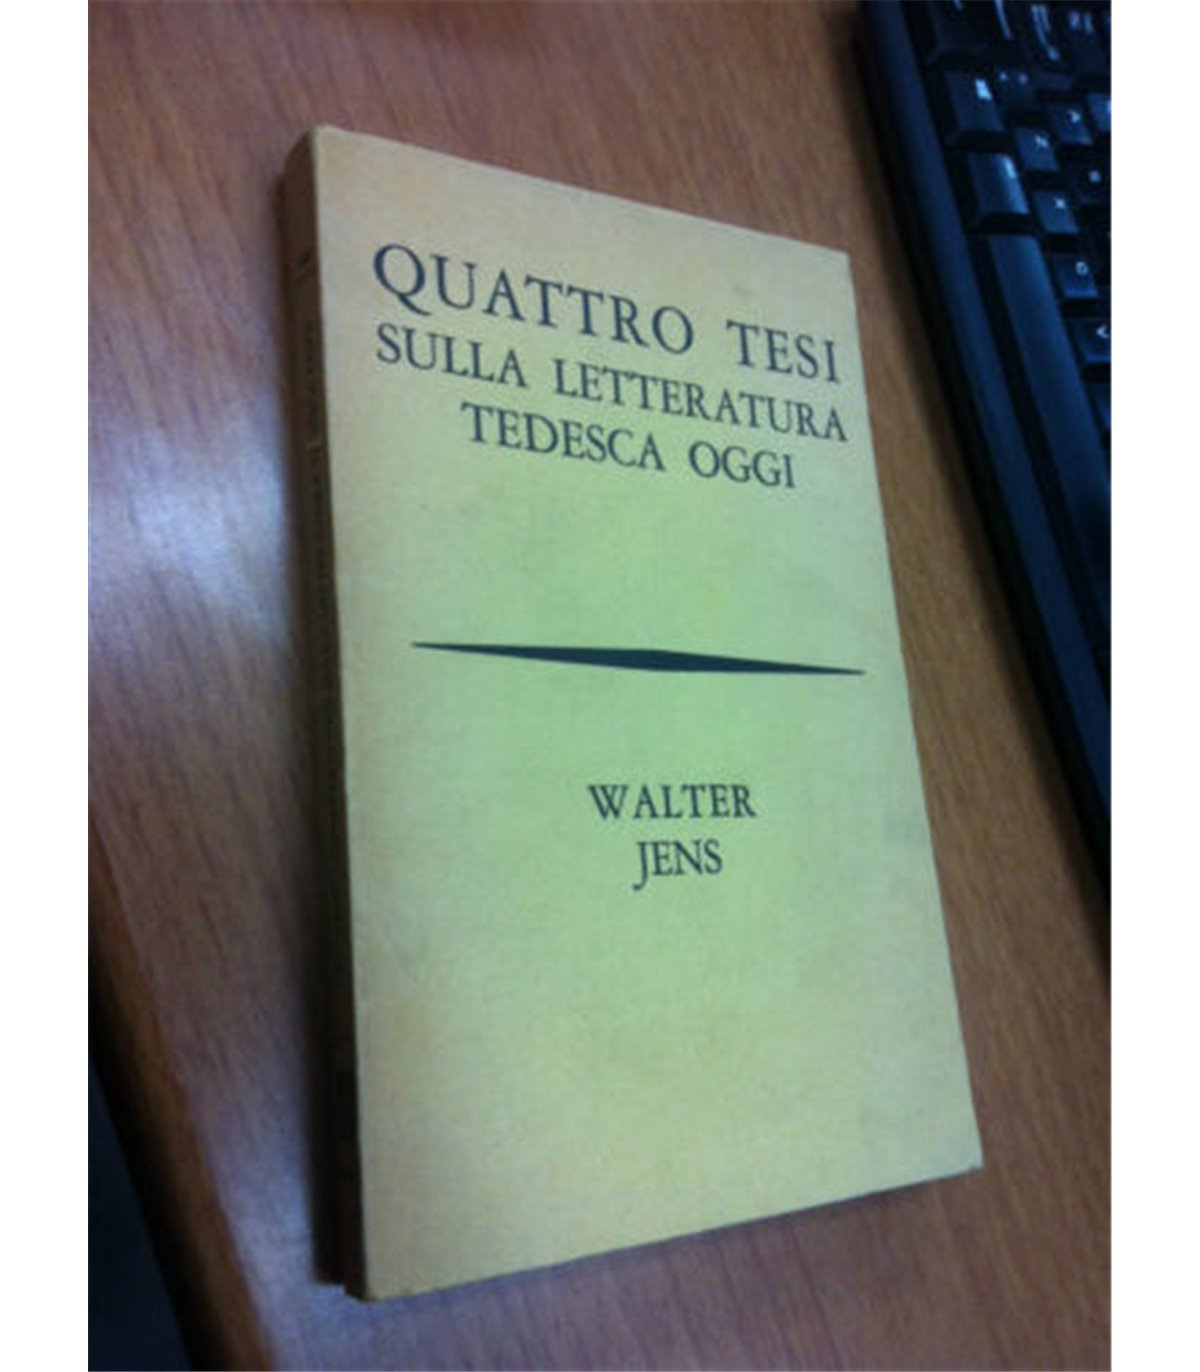 QUATTRO TESI
SULLA LETTERATURA
TEDESCA OGGI
WALTER
JENS